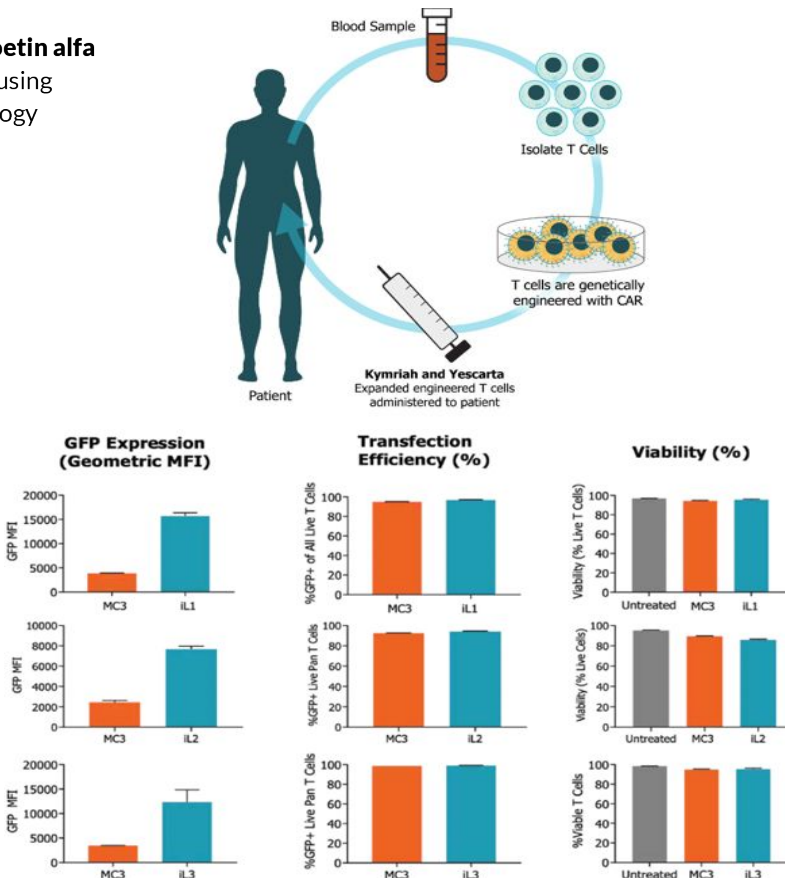 petin alfa
using
ogy
Blood Sample
Isolate T Cells
T cells are genetically
engineered with CAR
Kymriah and Yescarta
Expanded engineered T cells
administered to patient
Patient
GFP Expression
(Geometric MFI)
Transfection
Efficiency (%)
Viability (%)
GFP MFI
20000
15000
10000
5000
0
MC3 iL1
%GFP+ of All Live T Cells
100
80
60
40
20
0
MC3 iL1
Viability (% Live T Cells)
100
80
60
40
20
0
Untreated MC3 iL1
GFP MFI
10000
8000
6000
4000
2000
0
MC3 iL2
%GFP+ Live Pan T Cells
100
80
60
40
20
0
MC3 iL2
Viability (% Live Cells)
100
80
60
40
20
0
Untreated MC3 iL2
GFP MFI
20000
15000
10000
5000
0
MC3 iL3
%GFP+ Live Pan T Cells
100
80
60
40
20
0
MC3 iL3
%Viable T Cells
100
80
60
40
20
0
Untreated MC3 iL3